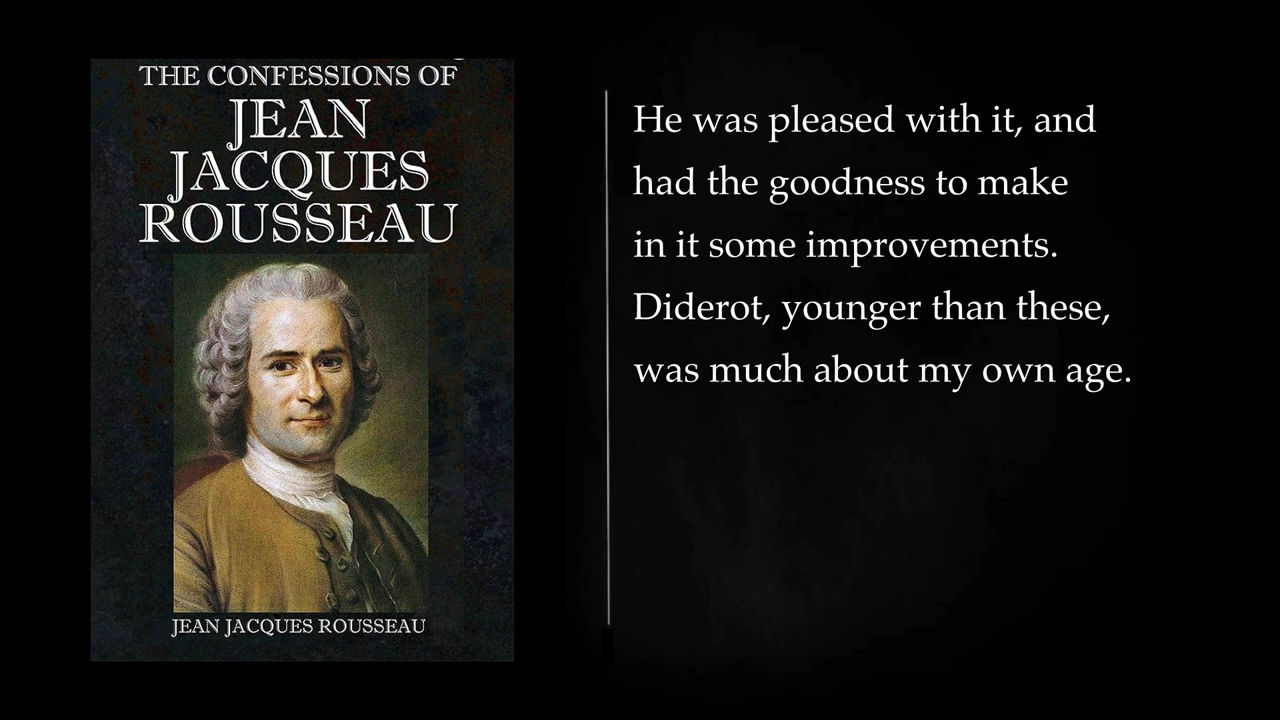 THE CONFESSIONS OF
JEAN
JACQUES
ROUSSEAU
JEAN JACQUES ROUSSEAU
He was pleased with it, and
had the goodness to make
in it some improvements.
Diderot, younger than these,
was much about my own age.